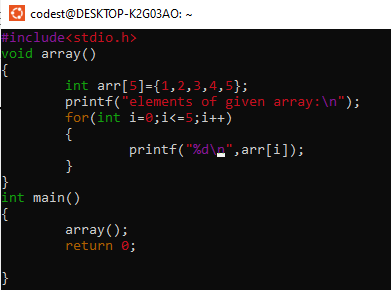 codest@DESKTOP-K2G03AO: ~
#include<stdio.h>
void array()
{
        int arr[5]={1,2,3,4,5};
        printf("elements of given array:\n");
        for(int i=0;i<=5;i++)
        {
                printf("%d\n",arr[i]);
        }
}
int main()
{
        array();
        return 0;

}